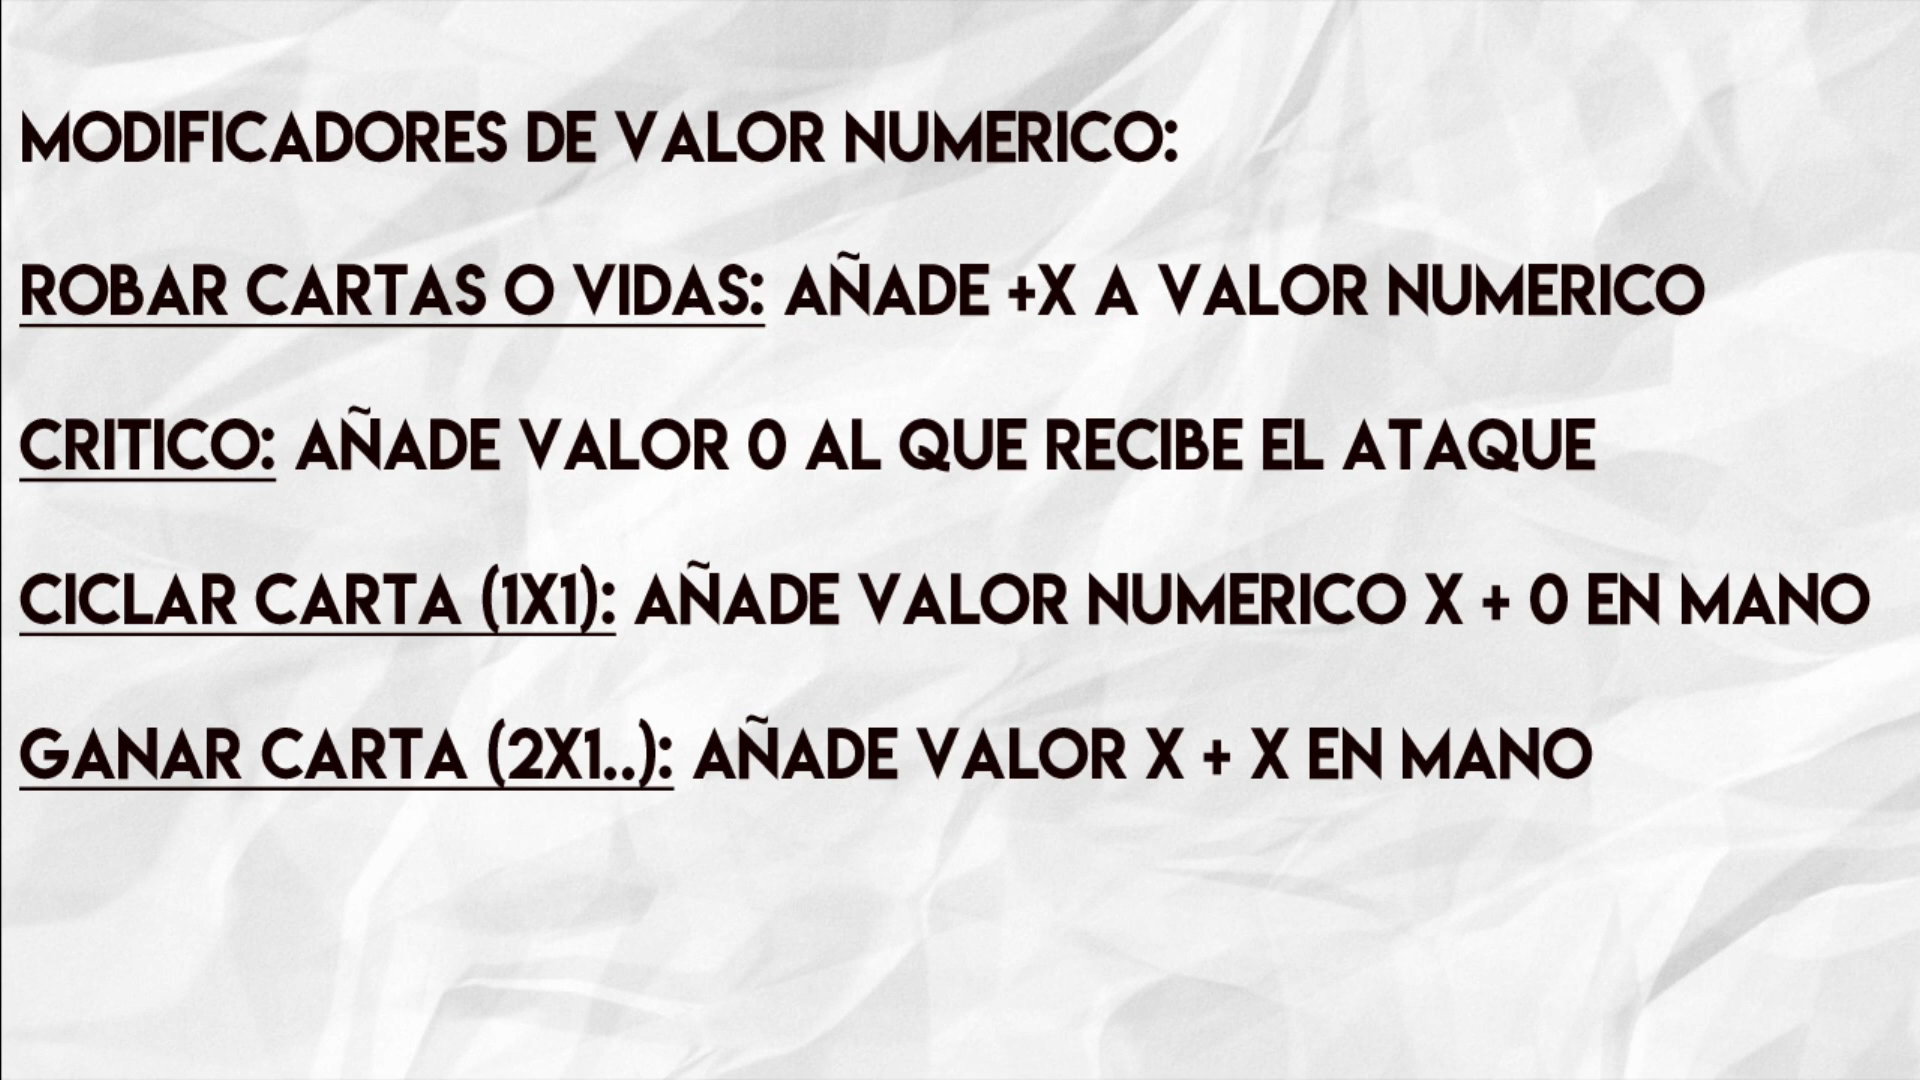 MODIFICADORES DE VALOR NUMERICO:
ROBAR CARTAS O VIDAS: AÑADE +X A VALOR NUMERICO
CRITICO: AÑADE VALOR 0 AL QUE RECIBE EL ATAQUE
CICLAR CARTA (1X1): AÑADE VALOR NUMERICO X + 0 EN MANO
GANAR CARTA (2X1..): AÑADE VALOR X + X EN MANO